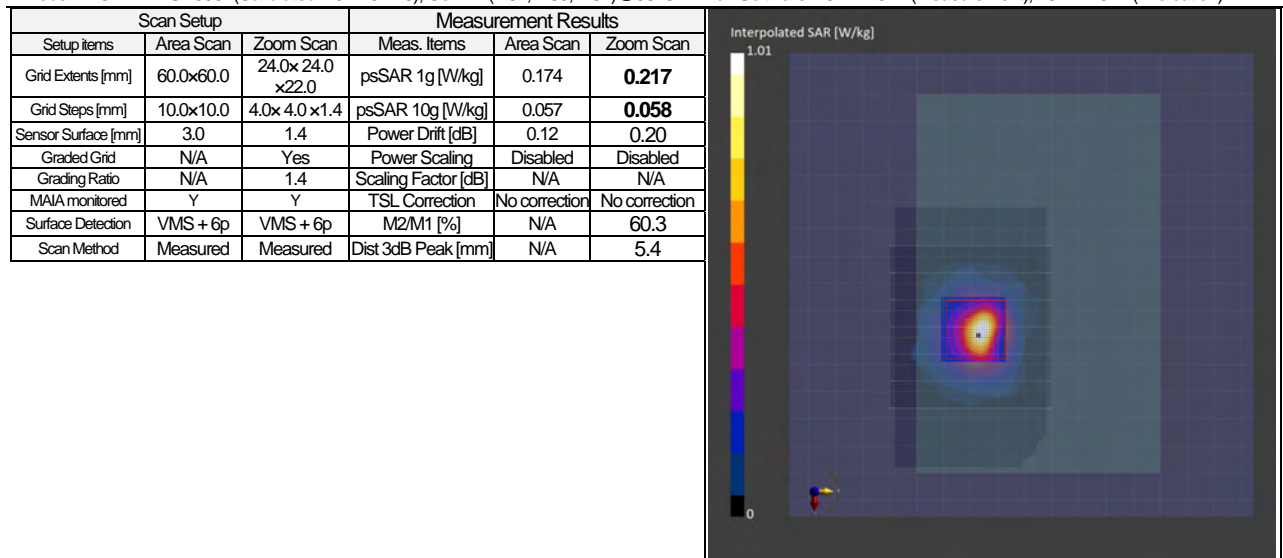 Scan Setup Measurement Results
Setup items Area Scan Zoom Scan Meas. Items Area Scan Zoom Scan
Grid Extents [mm] 60.0×60.0 24.0× 24.0 ×22.0 psSAR 1g [W/kg] 0.174 0.217
Grid Steps [mm] 10.0×10.0 4.0× 4.0 ×1.4 psSAR 10g [W/kg] 0.057 0.058
Sensor Surface [mm] 3.0 1.4 Power Drift [dB] 0.12 0.20
Graded Grid N/A Yes Power Scaling Disabled Disabled
Grading Ratio N/A 1.4 Scaling Factor [dB] N/A N/A
MAIA monitored Y Y TSL Correction No correction No correction
Surface Detection VMS + 6p VMS + 6p M2/M1 [%] N/A 60.3
Scan Method Measured Measured Dist 3dB Peak [mm] N/A 5.4
Interpolated SAR [W/kg]
1.01
0